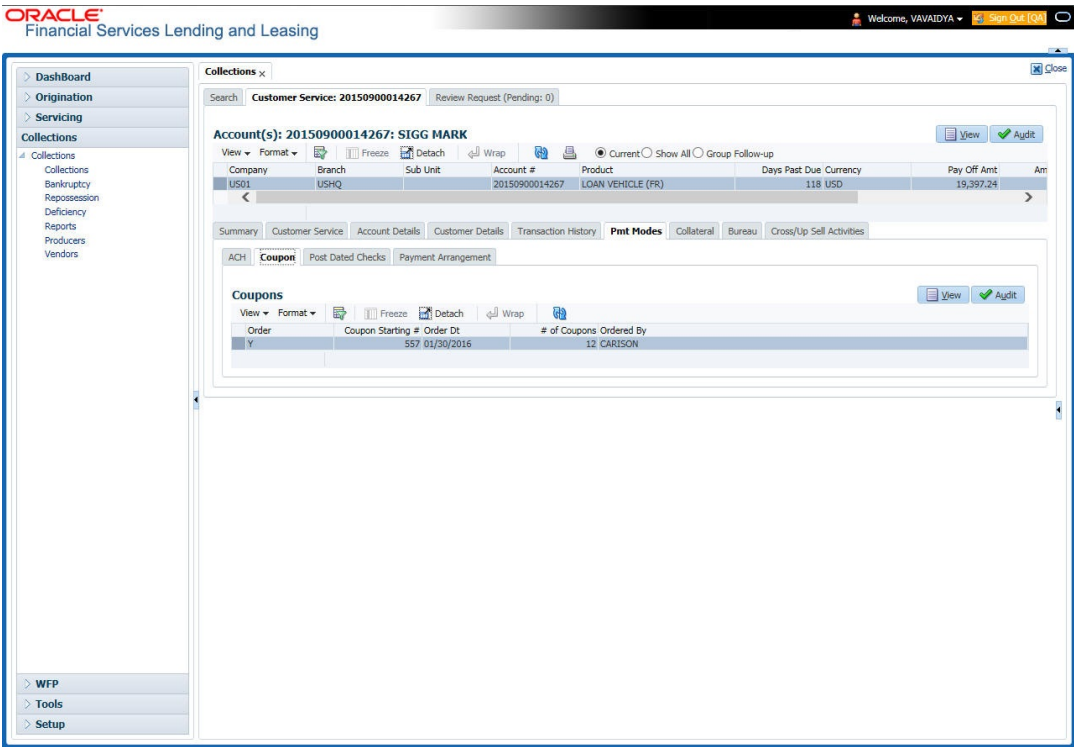 ORACLE
Financial Services Lending and Leasing
Welcome, VAVAIDYA Sign Out [QA]
DashBoard
Origination
Servicing
Collections
Collections
Collections
Bankruptcy
Repossession
Deficiency
Reports
Producers
Vendors
WFP
Tools
Setup
Collections x
Close
Search Customer Service: 20150900014267 Review Request (Pending: 0)
Account(s): 20150900014267: SIGG MARK
View Audit
View Format Freeze Detach Wrap Current Show All Group Follow-up
Company Branch Sub Unit Account # Product Days Past Due Currency Pay Off Amt Am
US01 USHQ 20150900014267 LOAN VEHICLE (FR) 118 USD 19,397.24
Summary Customer Service Account Details Customer Details Transaction History Pmt Modes Collateral Bureau Cross/Up Sell Activities
ACH Coupon Post Dated Checks Payment Arrangement
Coupons
View Audit
View Format Freeze Detach Wrap
Order Coupon Starting # Order Dt # of Coupons Ordered By
Y 557 01/30/2016 12 CARISON